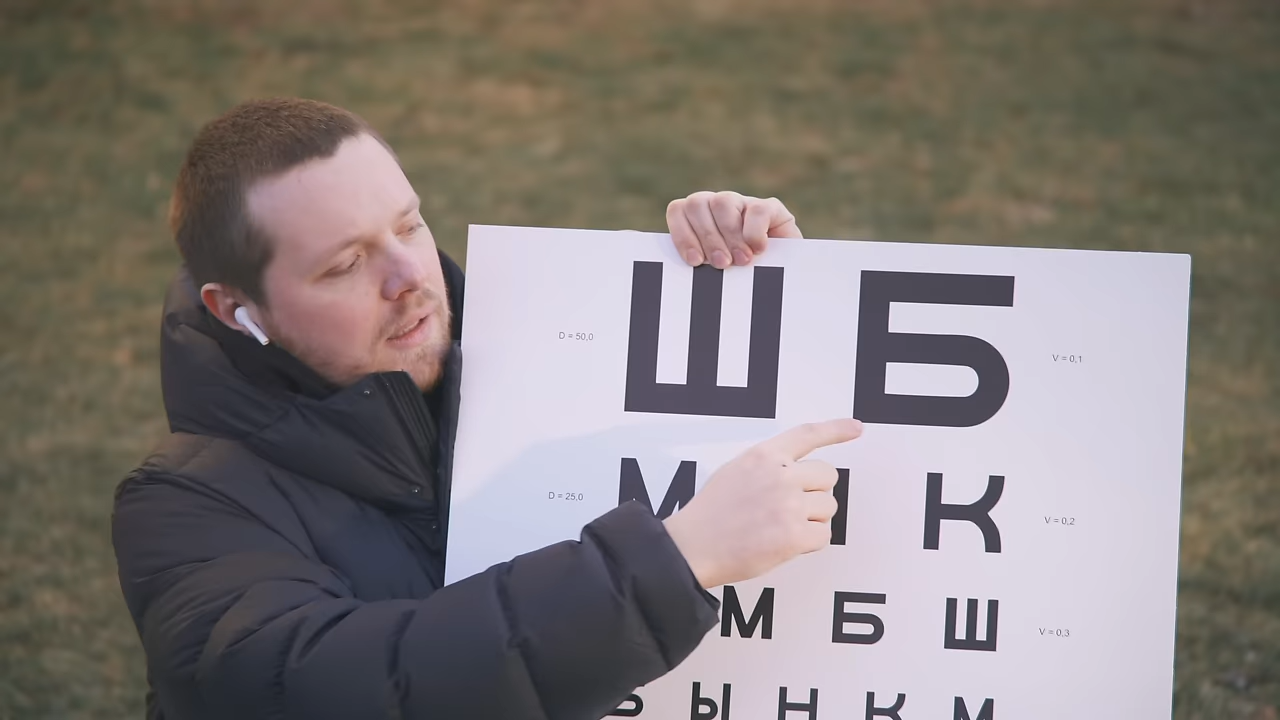 D = 50,0 Ш Б V = 0,1
D = 25,0 М К V = 0,2
М Б Ш V = 0,3
Ы Н К М